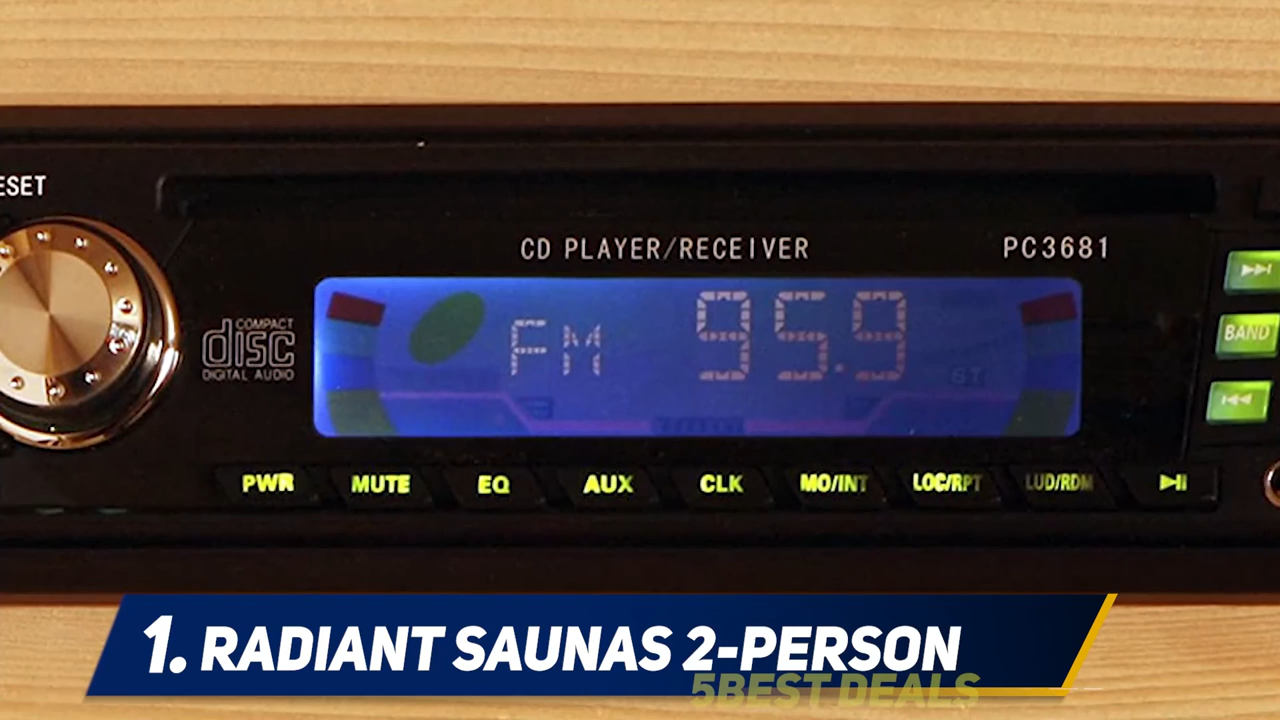 ESET
CD PLAYER/RECEIVER
PC3681
COMPACT
disc
DIGITAL AUDIO
FM 95.9
ST
BAND
PWR MUTE EQ AUX CLK MO/INT LOC/RPT LUD/RDM
1. RADIANT SAUNAS 2-PERSON
5BEST DEALS